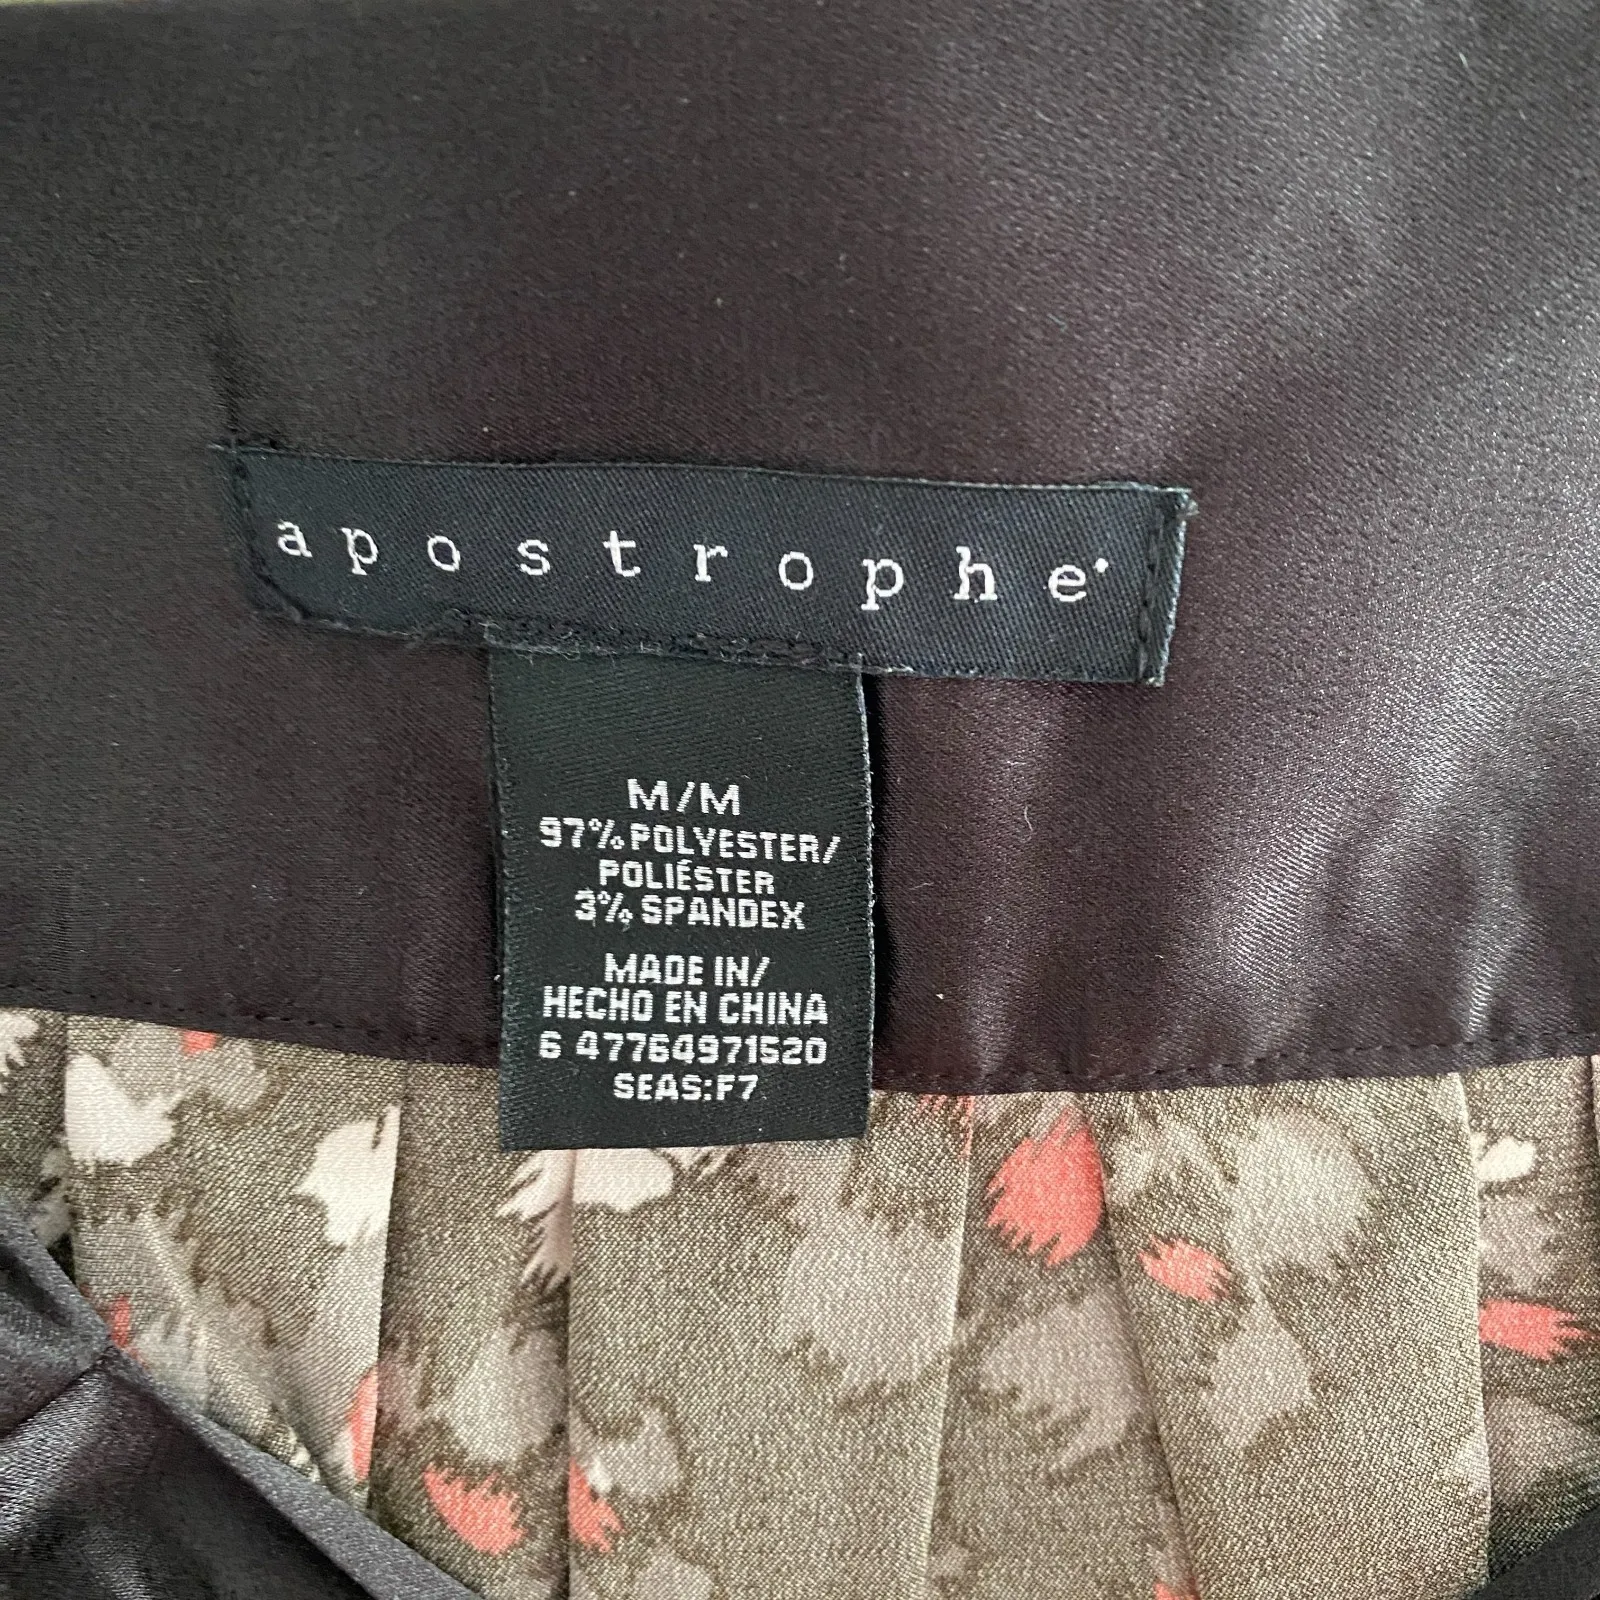 apostrophe
M/M
97% POLYESTER/
POLIÉSTER
3% SPANDEX
MADE IN/
HECHO EN CHINA
6 47764971520
SEAS:F7